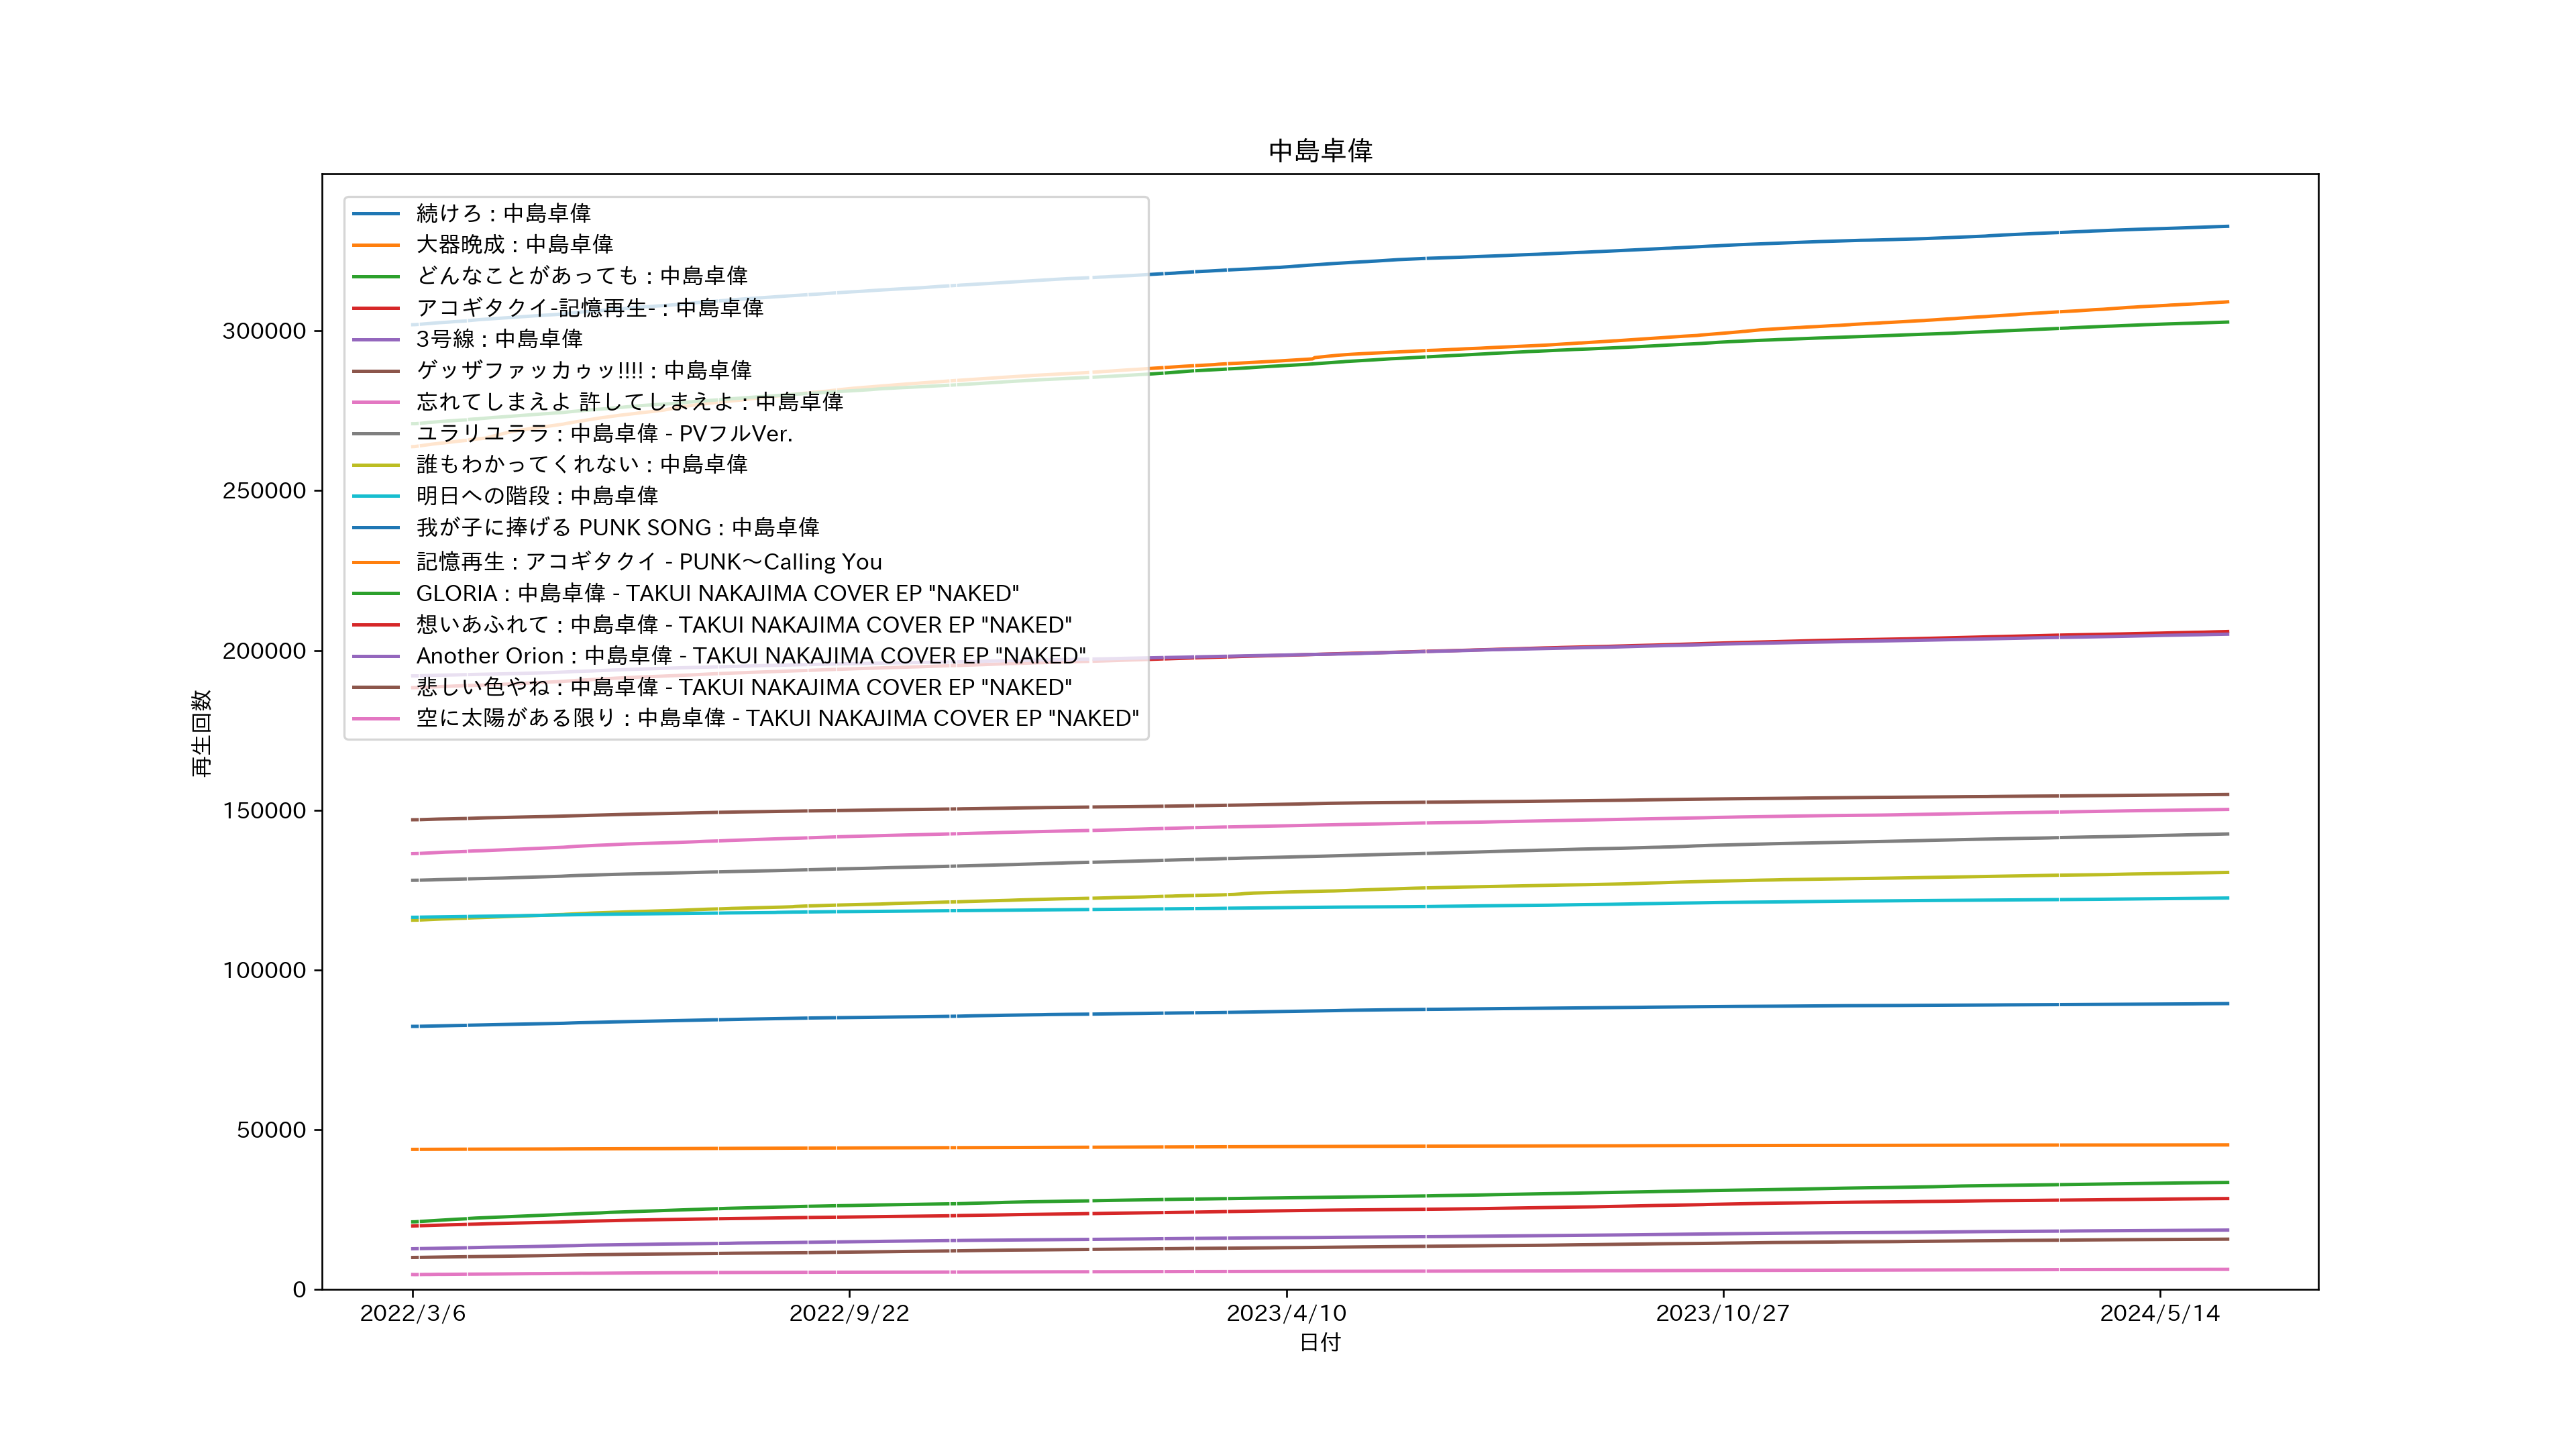 中島卓偉
続けろ : 中島卓偉
大器晩成 : 中島卓偉
どんなことがあっても : 中島卓偉
アコギタクイ-記憶再生- : 中島卓偉
3号線 : 中島卓偉
ゲッザファッカゥッ!!!! : 中島卓偉
忘れてしまえよ 許してしまえよ : 中島卓偉
ユラリユララ : 中島卓偉 - PVフルVer.
誰もわかってくれない : 中島卓偉
明日への階段 : 中島卓偉
我が子に捧げる PUNK SONG : 中島卓偉
記憶再生 : アコギタクイ - PUNK〜Calling You
GLORIA : 中島卓偉 - TAKUI NAKAJIMA COVER EP "NAKED"
想いあふれて : 中島卓偉 - TAKUI NAKAJIMA COVER EP "NAKED"
Another Orion : 中島卓偉 - TAKUI NAKAJIMA COVER EP "NAKED"
悲しい色やね : 中島卓偉 - TAKUI NAKAJIMA COVER EP "NAKED"
空に太陽がある限り : 中島卓偉 - TAKUI NAKAJIMA COVER EP "NAKED"
300000
250000
200000
150000
100000
50000
0
再生回数
2022/3/6
2022/9/22
2023/4/10
2023/10/27
2024/5/14
日付